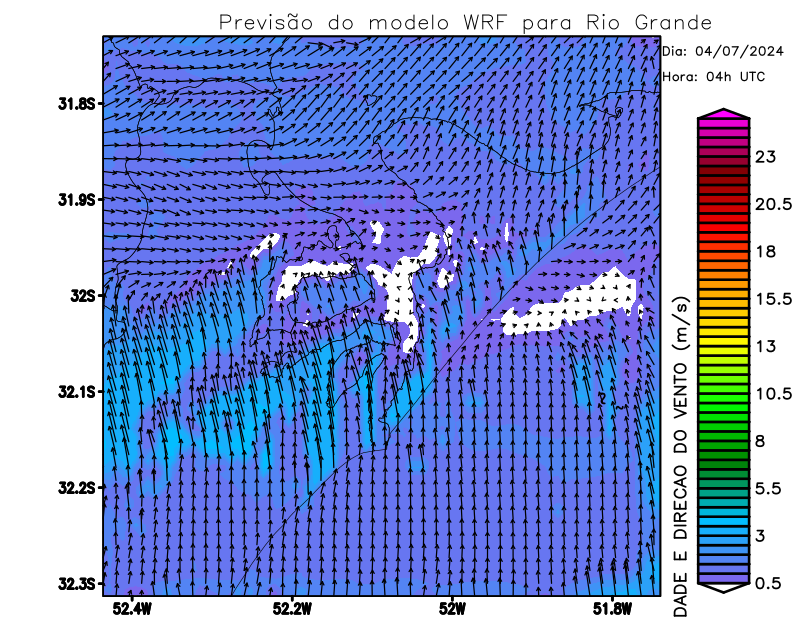 Previsão do modelo WRF para Rio Grande
Dia: 04/07/2024
Hora: 04h UTC
31.8S
31.9S
32S
32.1S
32.2S
32.3S
52.4W
52.2W
52W
51.8W
23
20.5
18
15.5
13
10.5
8
5.5
3
0.5
DADE E DIRECAO DO VENTO (m/s)